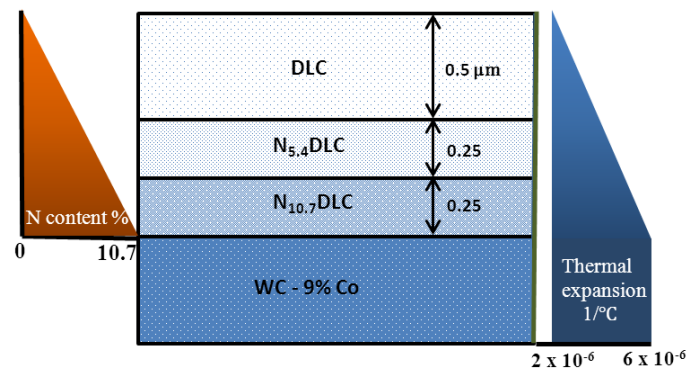 DLC
0.5 µm
N5.4DLC
0.25
N10.7DLC
0.25
N content %
0 10.7
WC - 9% Co
Thermal
expansion
1/°C
2 x 10-6 6 x 10-6